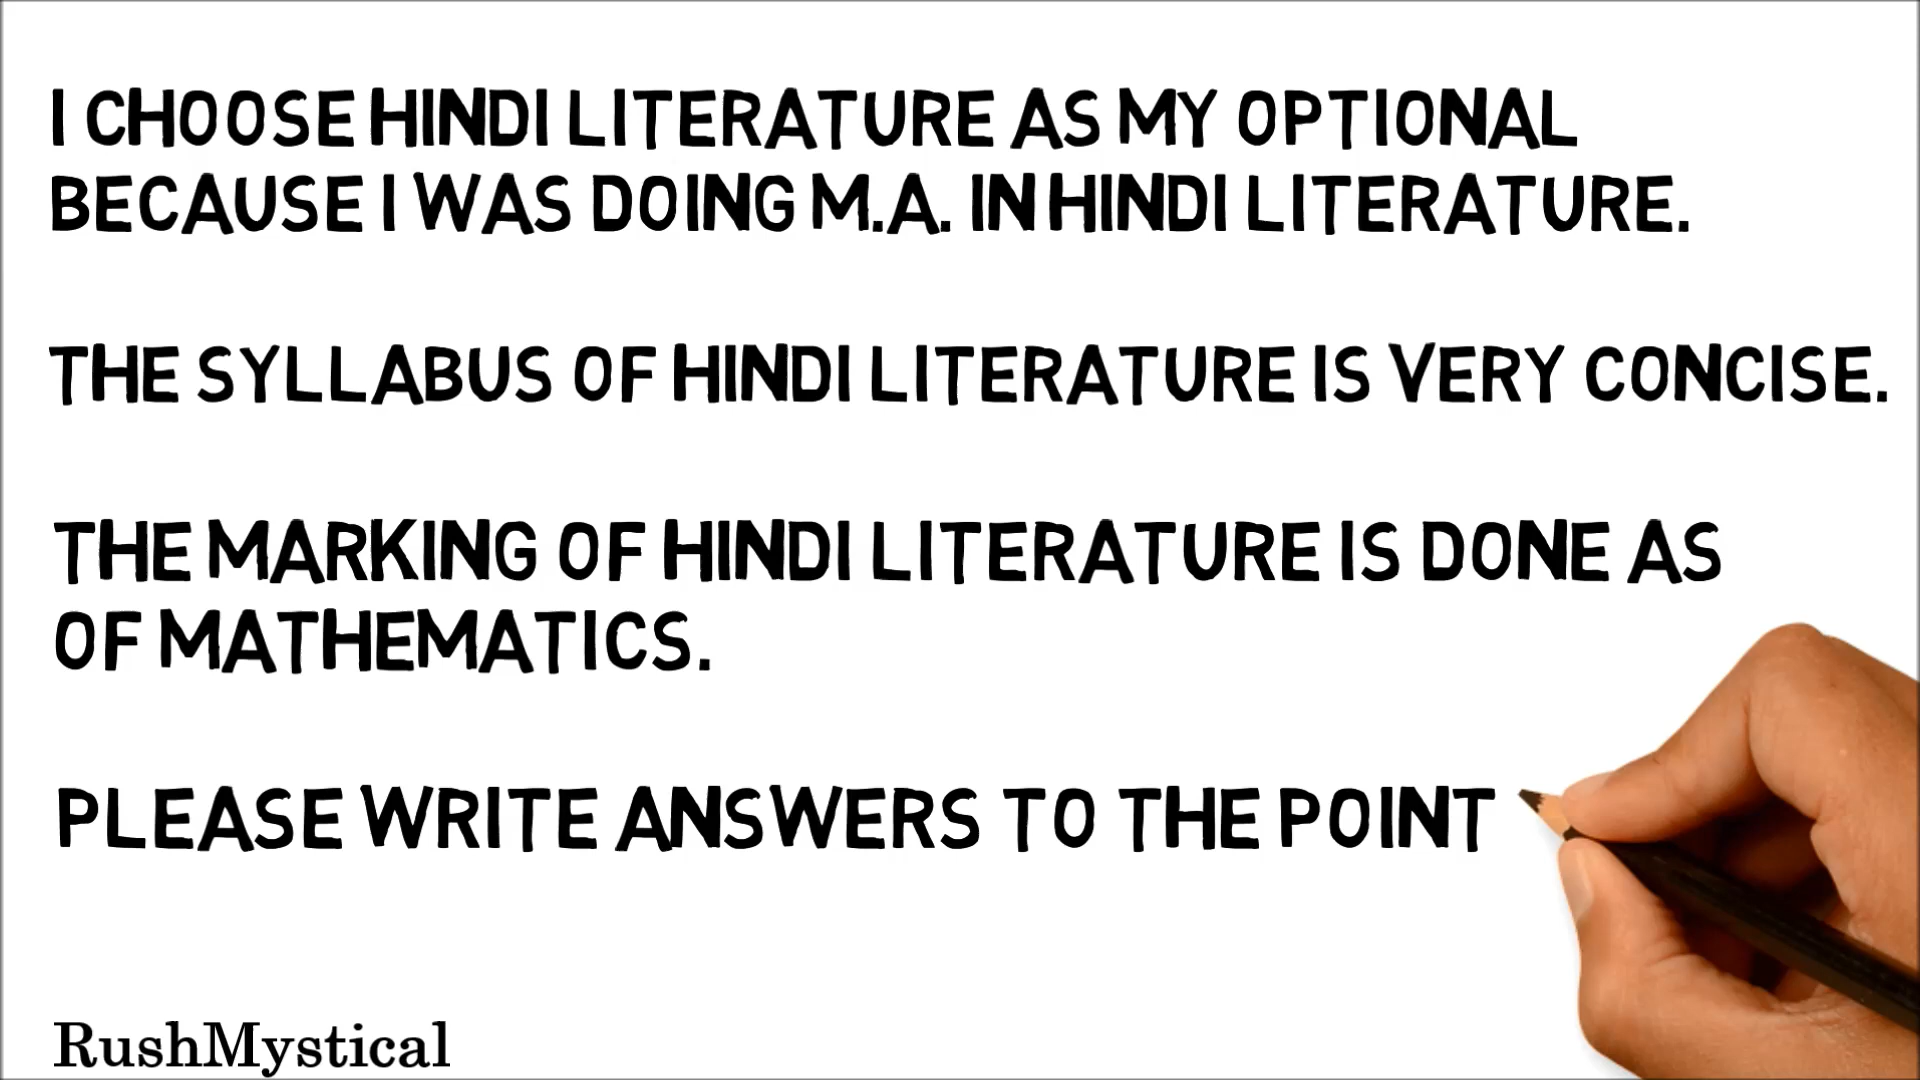 I CHOOSE HINDI LITERATURE AS MY OPTIONAL
BECAUSE I WAS DOING M.A. IN HINDI LITERATURE.
THE SYLLABUS OF HINDI LITERATURE IS VERY CONCISE.
THE MARKING OF HINDI LITERATURE IS DONE AS
OF MATHEMATICS.
PLEASE WRITE ANSWERS TO THE POINT
RushMystical